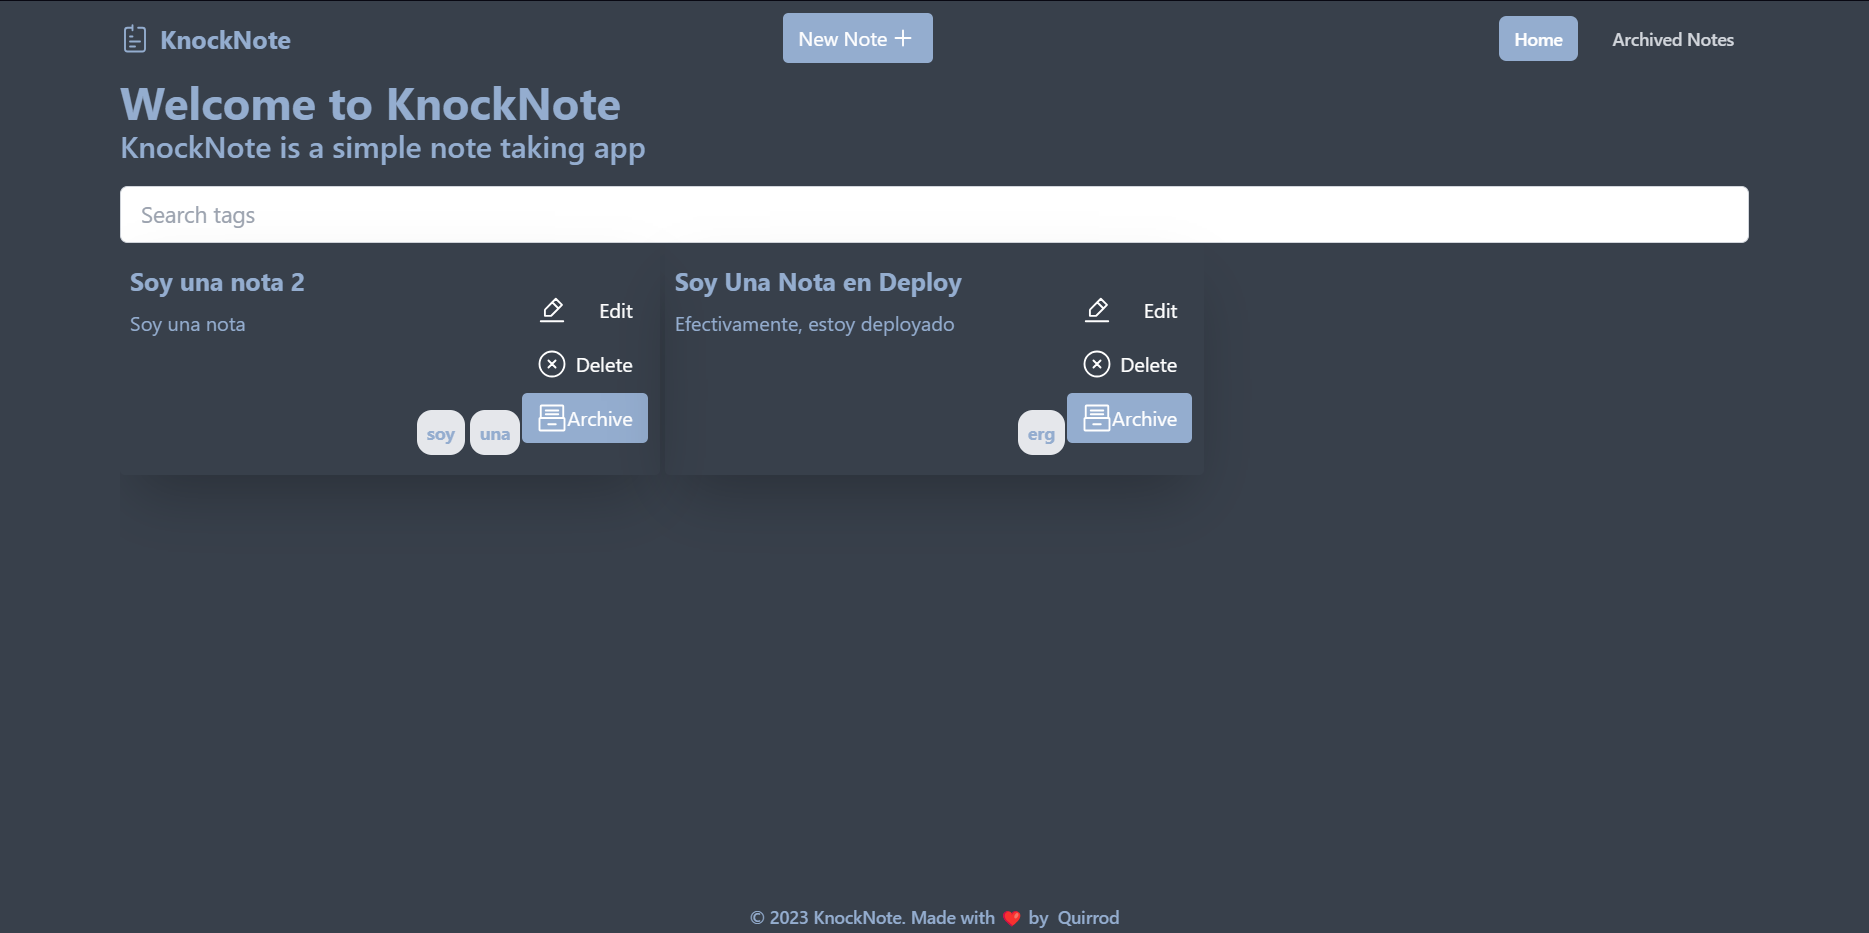 KnockNote
New Note
Home
Archived Notes
Welcome to KnockNote
KnockNote is a simple note taking app
Search tags
Soy una nota 2
Soy una nota
Edit
Delete
Archive
soy
una
Soy Una Nota en Deploy
Efectivamente, estoy deployado
Edit
Delete
Archive
erg
© 2023 KnockNote. Made with ❤️ by Quirrod